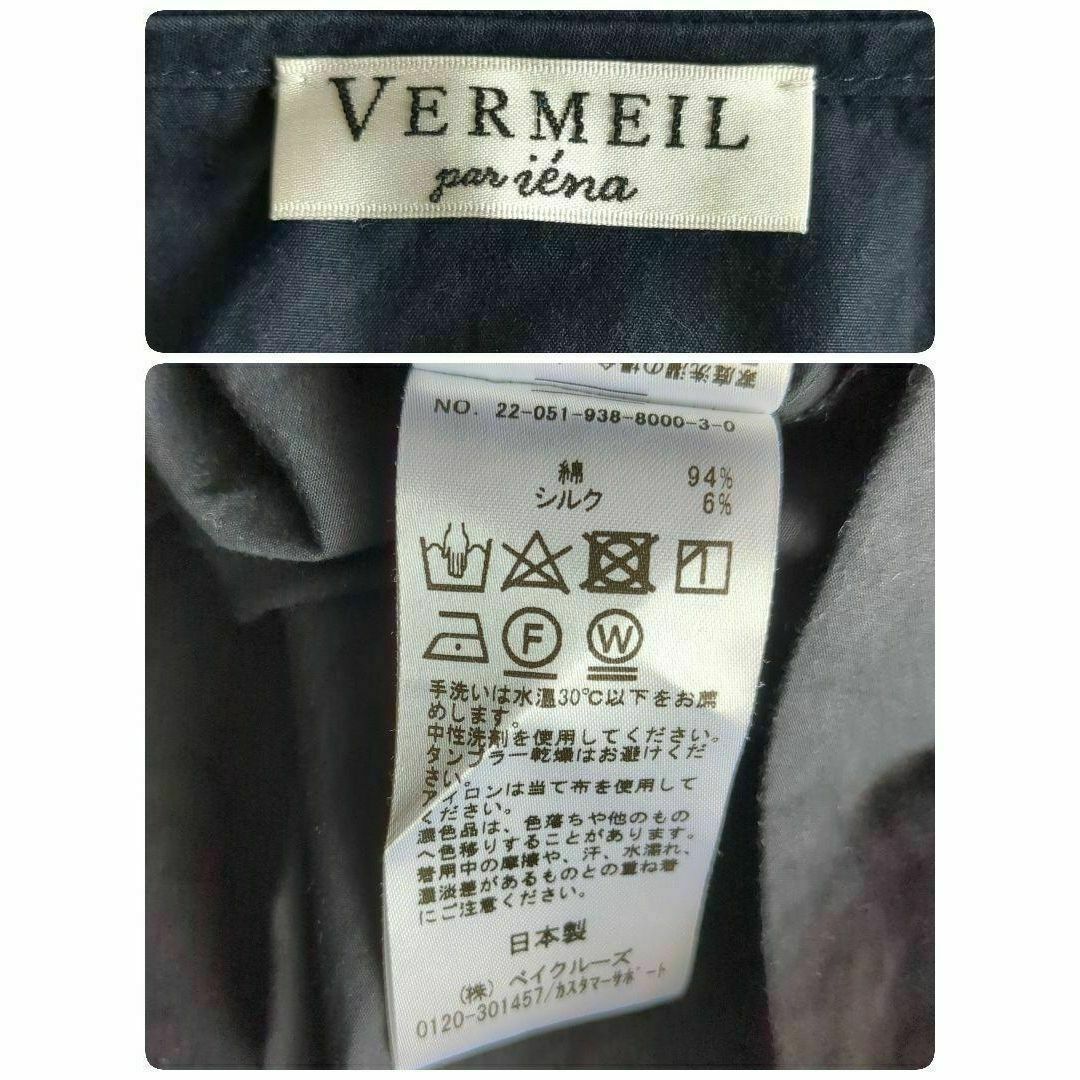 VERMEIL
par iéna
家庭洗濯の場合
NO. 22-051-938-8000-3-0
綿 94%
シルク 6%
F W
手洗いは水温30℃以下をお薦
めします。
中性洗剤を使用してください。
タンブラー乾燥はお避けくだ
さい。
アイロンは当て布を使用して
ください。
濃色品は、色落ちや他のもの
へ色移りすることがあります。
着用中の摩擦や、汗、水濡れ、
濃淡差があるものとの重ね着
にご注意ください。
日本製
(株) ベイクルーズ
0120-301457/カスタマーサポート